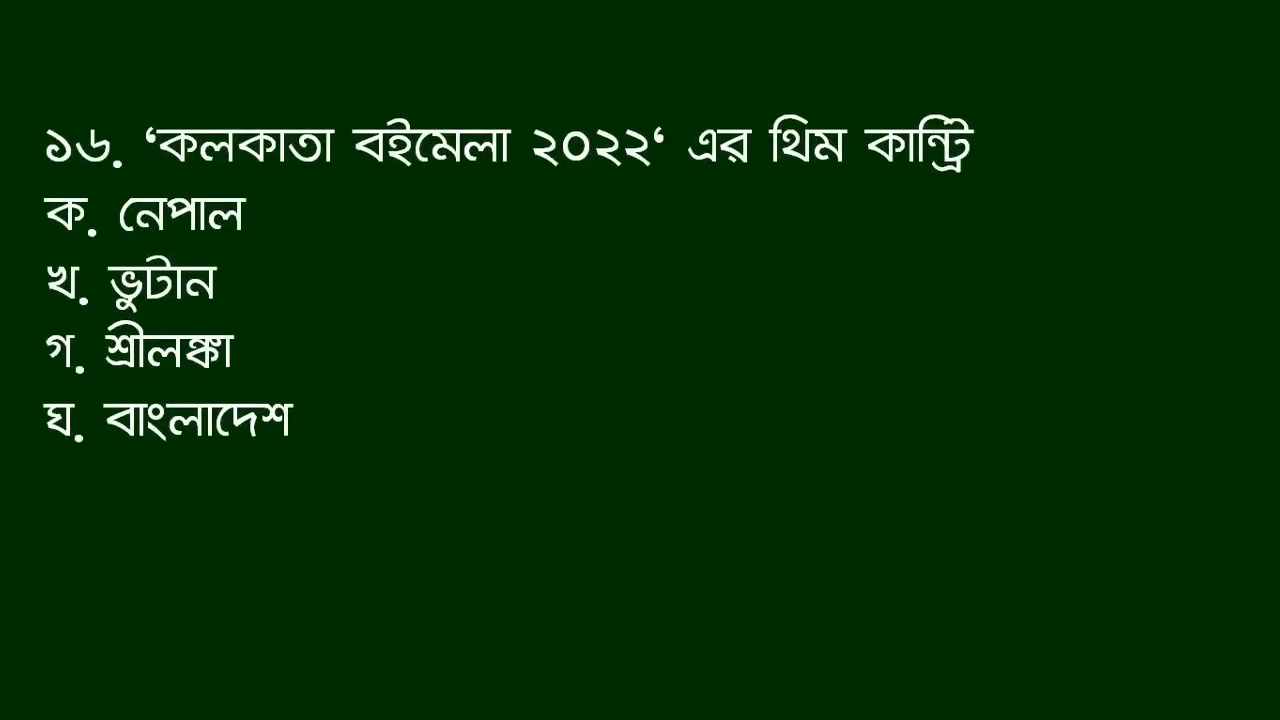 ১৬. ‘কলকাতা বইমেলা ২০২২‘ এর থিম কান্ট্রি
ক. নেপাল
খ. ভুটান
গ. শ্রীলঙ্কা
ঘ. বাংলাদেশ